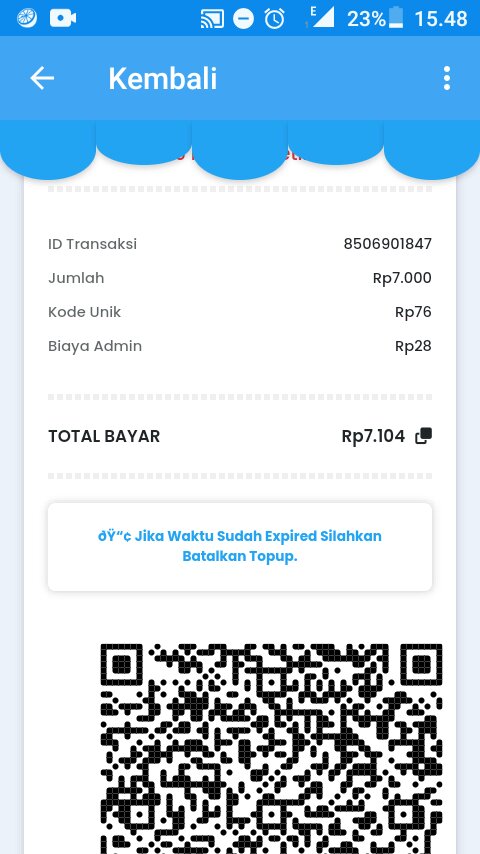 E
23%
15.48
Kembali
ID Transaksi
8506901847
Jumlah
Rp7.000
Kode Unik
Rp76
Biaya Admin
Rp28
TOTAL BAYAR
Rp7.104
ðŸ“¢ Jika Waktu Sudah Expired Silahkan
Batalkan Topup.